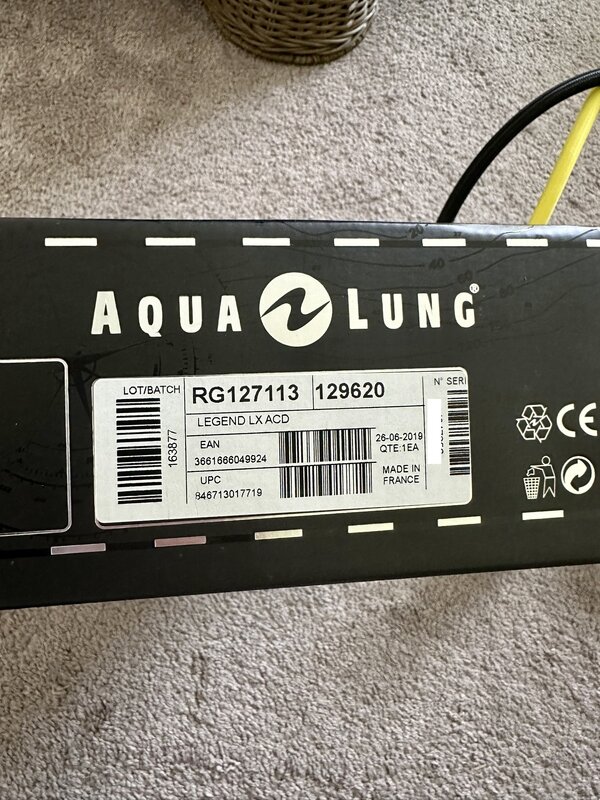 AQUA LUNG®
LOT/BATCH
163877
RG127113 129620
LEGEND LX ACD
EAN
3661666049924
UPC
846713017719
26-06-2019
QTE:1EA
MADE IN
FRANCE
N° SERI
CE